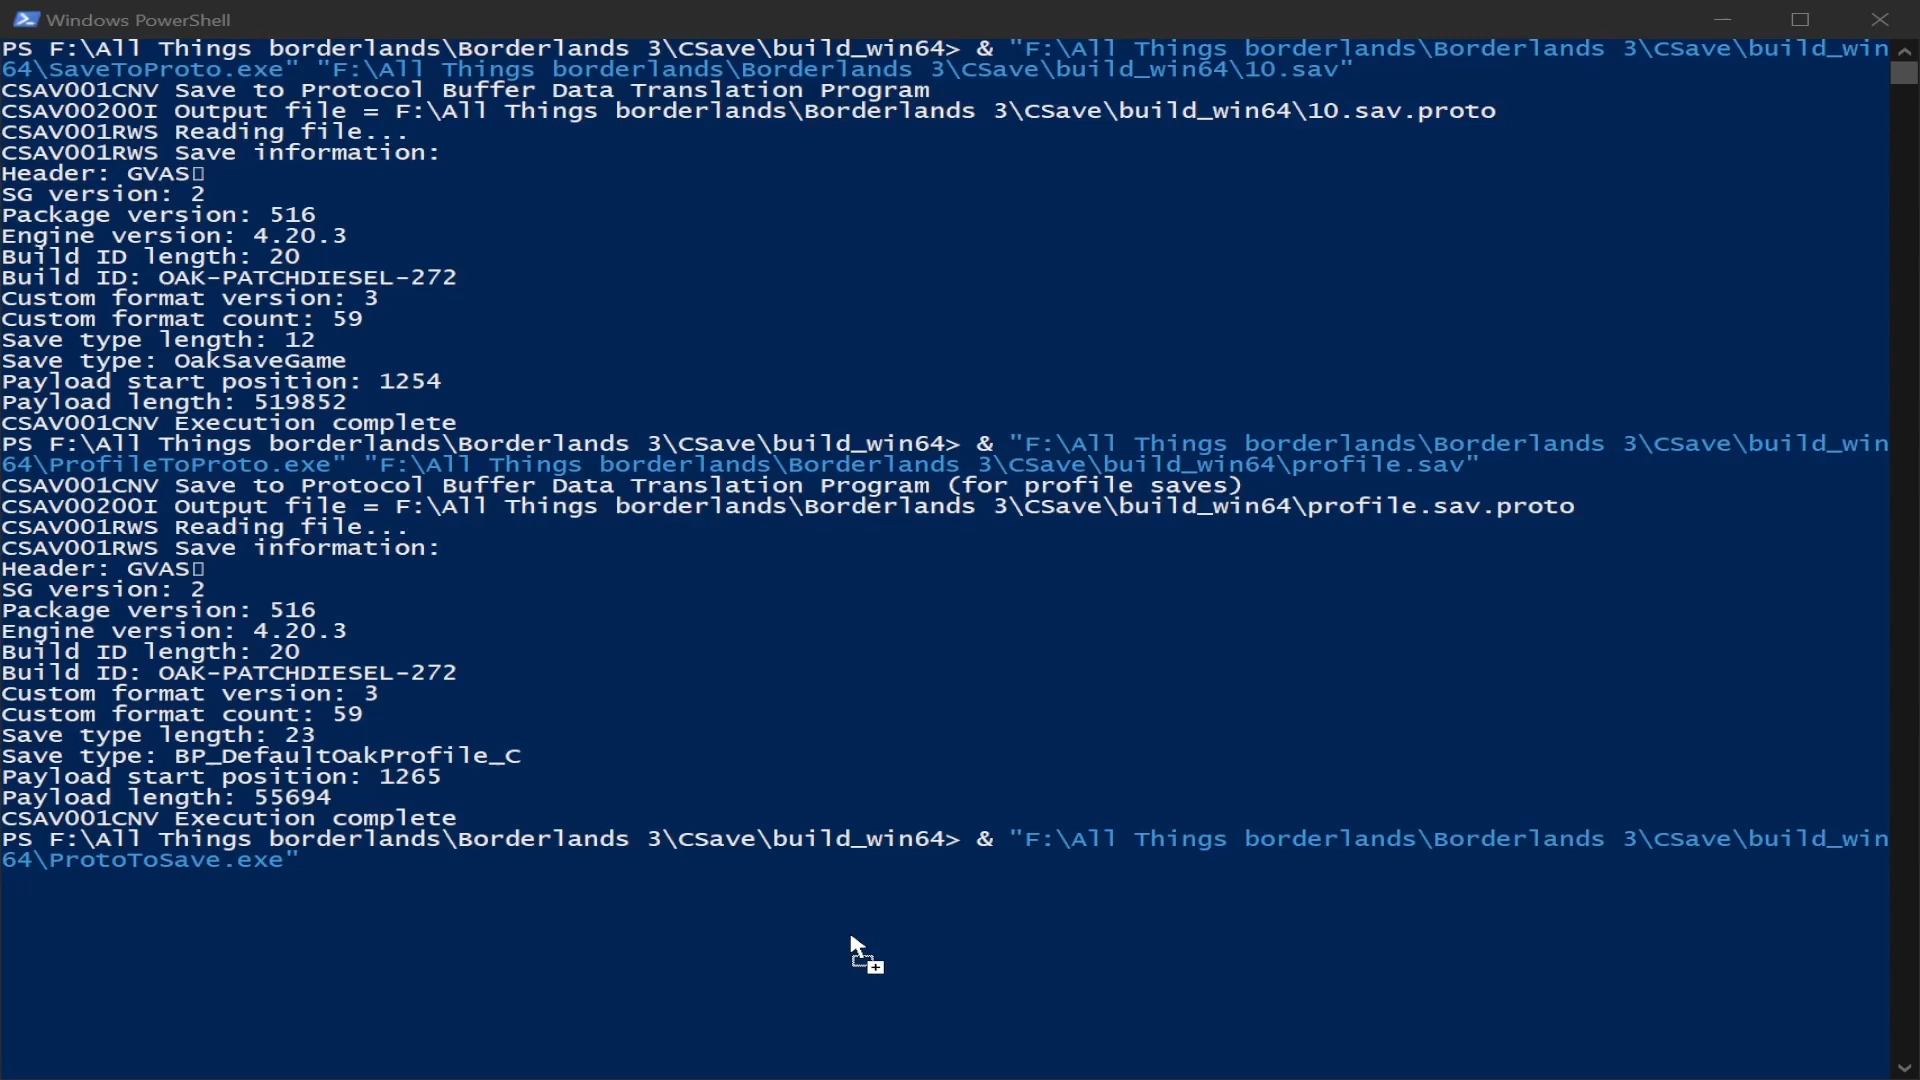 Windows PowerShell
PS F:\All Things borderlands\Borderlands 3\CSave\build_win64> & "F:\All Things borderlands\Borderlands 3\CSave\build_win
64\SaveToProto.exe" "F:\All Things borderlands\Borderlands 3\CSave\build_win64\10.sav"
CSAV001CNV Save to Protocol Buffer Data Translation Program
CSAV00200I Output file = F:\All Things borderlands\Borderlands 3\CSave\build_win64\10.sav.proto
CSAV001RWS Reading file...
CSAV001RWS Save information:
Header: GVAS▯
SG version: 2
Package version: 516
Engine version: 4.20.3
Build ID length: 20
Build ID: OAK-PATCHDIESEL-272
Custom format version: 3
Custom format count: 59
Save type length: 12
Save type: OakSaveGame
Payload start position: 1254
Payload length: 519852
CSAV001CNV Execution complete
PS F:\All Things borderlands\Borderlands 3\CSave\build_win64> & "F:\All Things borderlands\Borderlands 3\CSave\build_win
64\ProfileToProto.exe" "F:\All Things borderlands\Borderlands 3\CSave\build_win64\profile.sav"
CSAV001CNV Save to Protocol Buffer Data Translation Program (for profile saves)
CSAV00200I Output file = F:\All Things borderlands\Borderlands 3\CSave\build_win64\profile.sav.proto
CSAV001RWS Reading file...
CSAV001RWS Save information:
Header: GVAS▯
SG version: 2
Package version: 516
Engine version: 4.20.3
Build ID length: 20
Build ID: OAK-PATCHDIESEL-272
Custom format version: 3
Custom format count: 59
Save type length: 23
Save type: BP_DefaultOakProfile_C
Payload start position: 1265
Payload length: 55694
CSAV001CNV Execution complete
PS F:\All Things borderlands\Borderlands 3\CSave\build_win64> & "F:\All Things borderlands\Borderlands 3\CSave\build_win
64\ProtoToSave.exe"